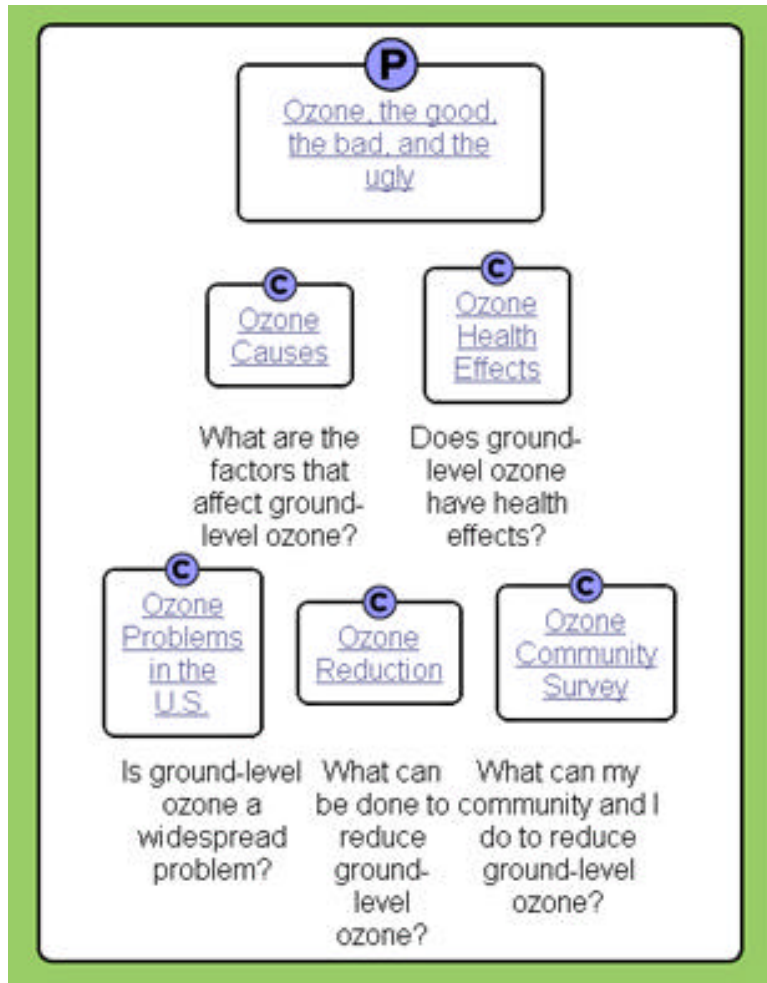 P
Ozone, the good,
the bad, and the
ugly
C
Ozone
Causes
What are the
factors that
affect ground-
level ozone?
C
Ozone
Health
Effects
Does ground-
level ozone
have health
effects?
C
Ozone
Problems
in the
U.S.
Is ground-level
ozone a
widespread
problem?
C
Ozone
Reduction
What can
be done to
reduce
ground-
level
ozone?
C
Ozone
Community
Survey
What can my
community and I
do to reduce
ground-level
ozone?